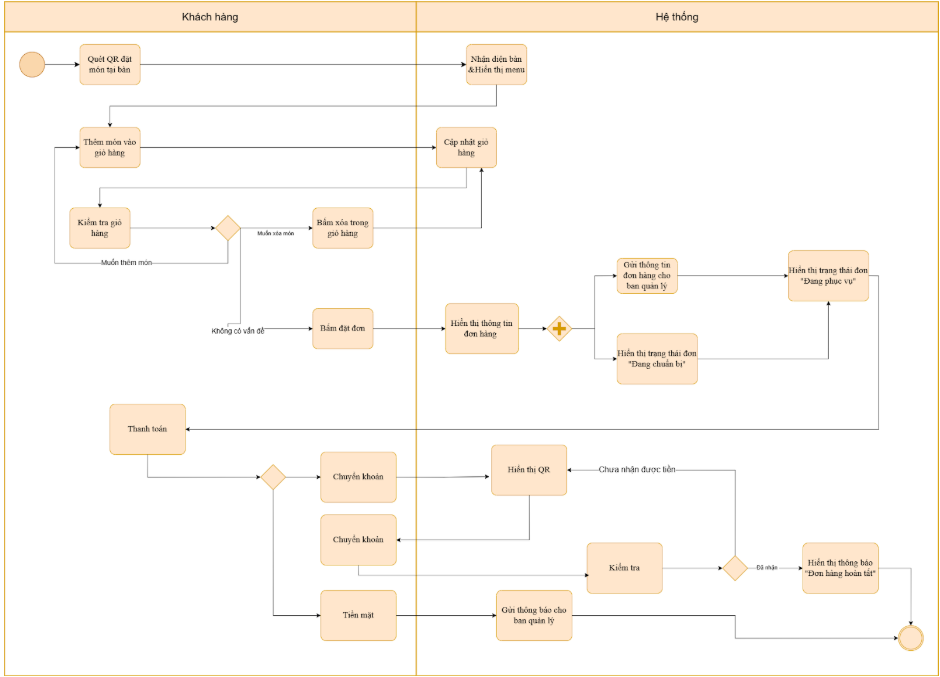 Khách hàng
Hệ thống
Quét QR đặt
món tại bàn
Nhận diện bàn
&Hiển thị menu
Thêm món vào
giỏ hàng
Cập nhật giỏ
hàng
Kiểm tra giỏ
hàng
Muốn xóa món
Bấm xóa trong
giỏ hàng
Muốn thêm món
Gửi thông tin
đơn hàng cho
ban quản lý
Hiển thị trạng thái đơn
"Đang phục vụ"
Không có vấn đề
Bấm đặt đơn
Hiển thị thông tin
đơn hàng
Hiển thị trạng thái đơn
"Đang chuẩn bị"
Thanh toán
Chuyển khoản
Hiển thị QR
Chưa nhận được tiền
Chuyển khoản
Kiểm tra
Đã nhận
Hiển thị thông báo
"Đơn hàng hoàn tất"
Tiền mặt
Gửi thông báo cho
ban quản lý